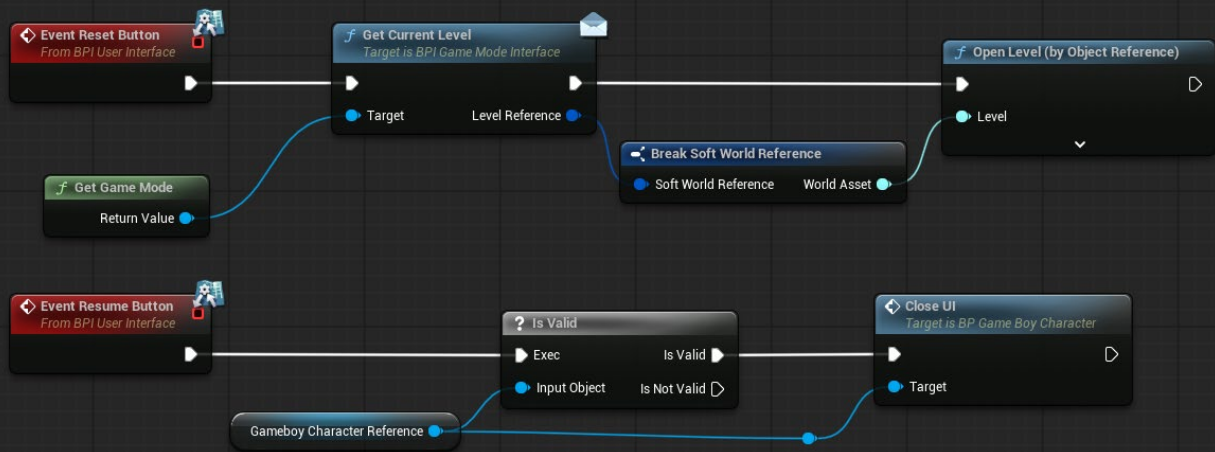 Event Reset Button
From BPI User Interface
f Get Current Level
Target is BPI Game Mode Interface
Target
Level Reference
f Open Level (by Object Reference)
Level
Break Soft World Reference
Soft World Reference
World Asset
f Get Game Mode
Return Value
Event Resume Button
From BPI User Interface
? Is Valid
Exec
Is Valid
Input Object
Is Not Valid
Close UI
Target is BP Game Boy Character
Target
Gameboy Character Reference